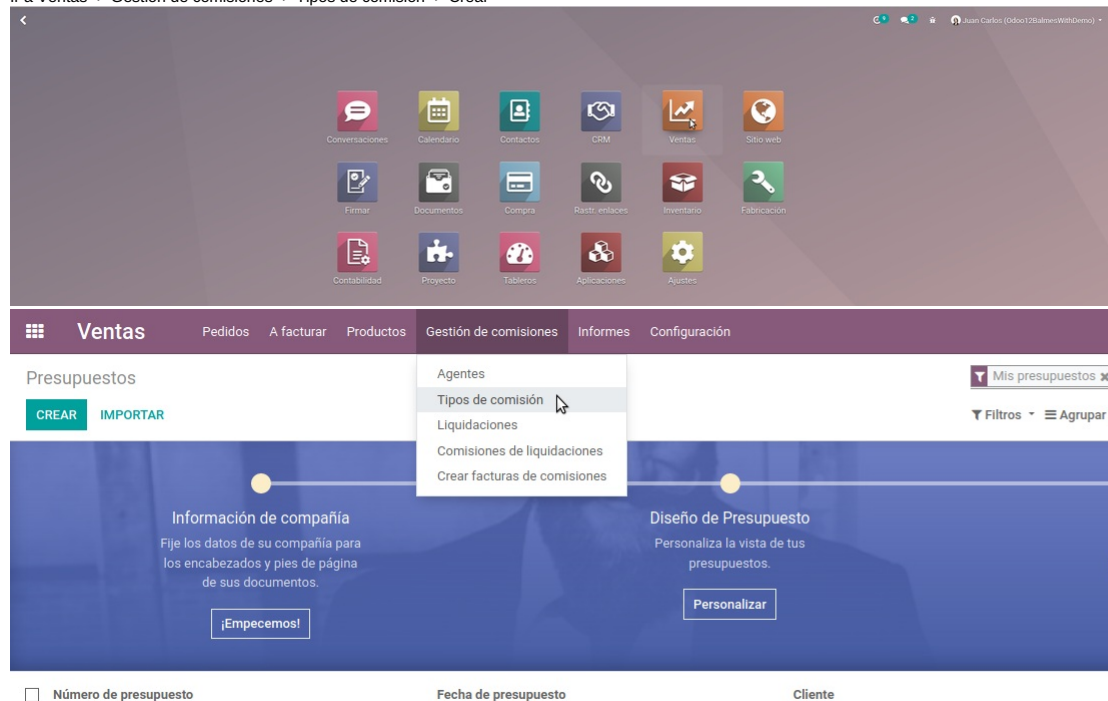 Ir a Ventas > Gestión de comisiones > Tipos de comisión > Crear
Juan Carlos (Odoo12BalmesWithDemo)
Conversaciones Calendario Contactos CRM Ventas Sitio web
Firmar Documentos Compra Rastr. enlaces Inventario Fabricación
Contabilidad Proyecto Tableros Aplicaciones Ajustes
Ventas Pedidos A facturar Productos Gestión de comisiones Informes Configuración
Presupuestos
Mis presupuestos
CREAR IMPORTAR
Filtros Agrupar
Agentes
Tipos de comisión
Liquidaciones
Comisiones de liquidaciones
Crear facturas de comisiones
Información de compañía
Fije los datos de su compañía para
los encabezados y pies de página
de sus documentos.
¡Empecemos!
Diseño de Presupuesto
Personaliza la vista de tus
presupuestos.
Personalizar
Número de presupuesto Fecha de presupuesto Cliente